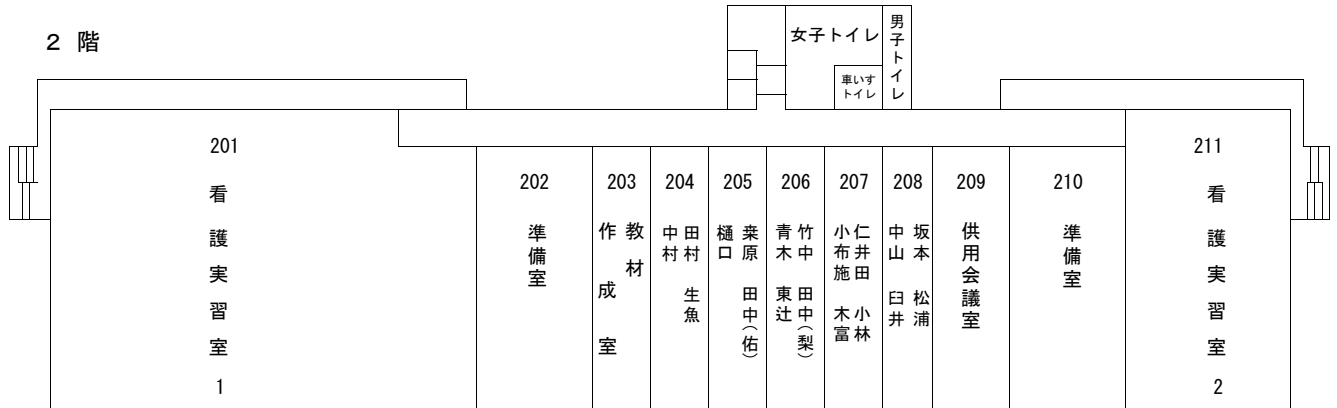 2 階
女子トイレ
男子トイレ
車いす
トイレ
201
看護実習室1
202
準備室
203
教材
作成室
204
田村 生魚
中村
205
桒原 田中(佑)
樋口
206
竹中 田中(梨)
青木 東辻
207
仁井田 小林
小布施 木冨
208
坂本 松浦
中山 臼井
209
供用会議室
210
準備室
211
看護実習室2